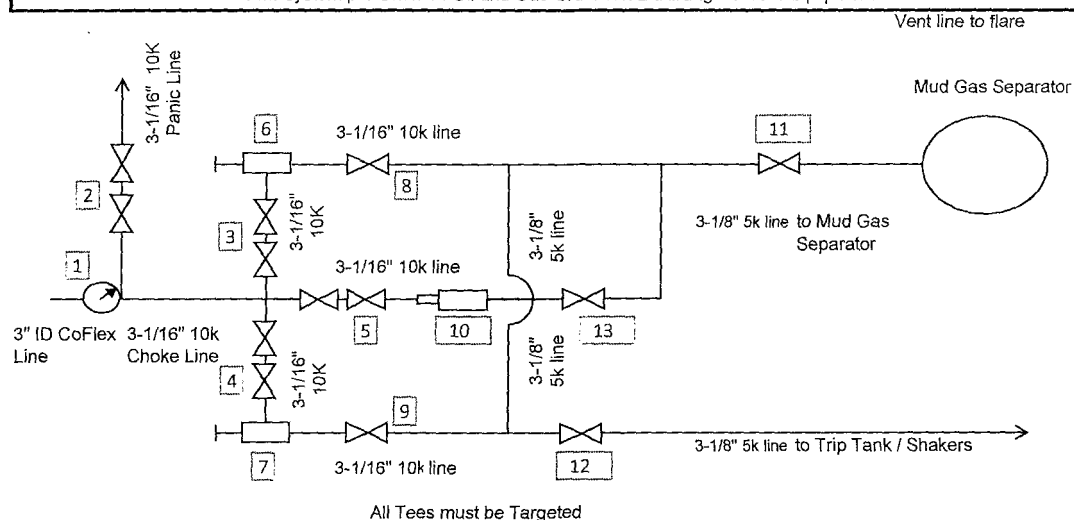 Vent line to flare
Mud Gas Separator
3-1/16" 10K
Panic Line
6
3-1/16" 10k line
11
2
8
3
3-1/16"
10K
3-1/8"
5k line
3-1/8" 5k line to Mud Gas
Separator
1
3-1/16" 10k line
3" ID CoFlex
Line
3-1/16" 10k
Choke Line
5
10
13
4
3-1/16"
10K
3-1/8"
5k line
9
7
3-1/16" 10k line
12
3-1/8" 5k line to Trip Tank / Shakers
All Tees must be Targeted